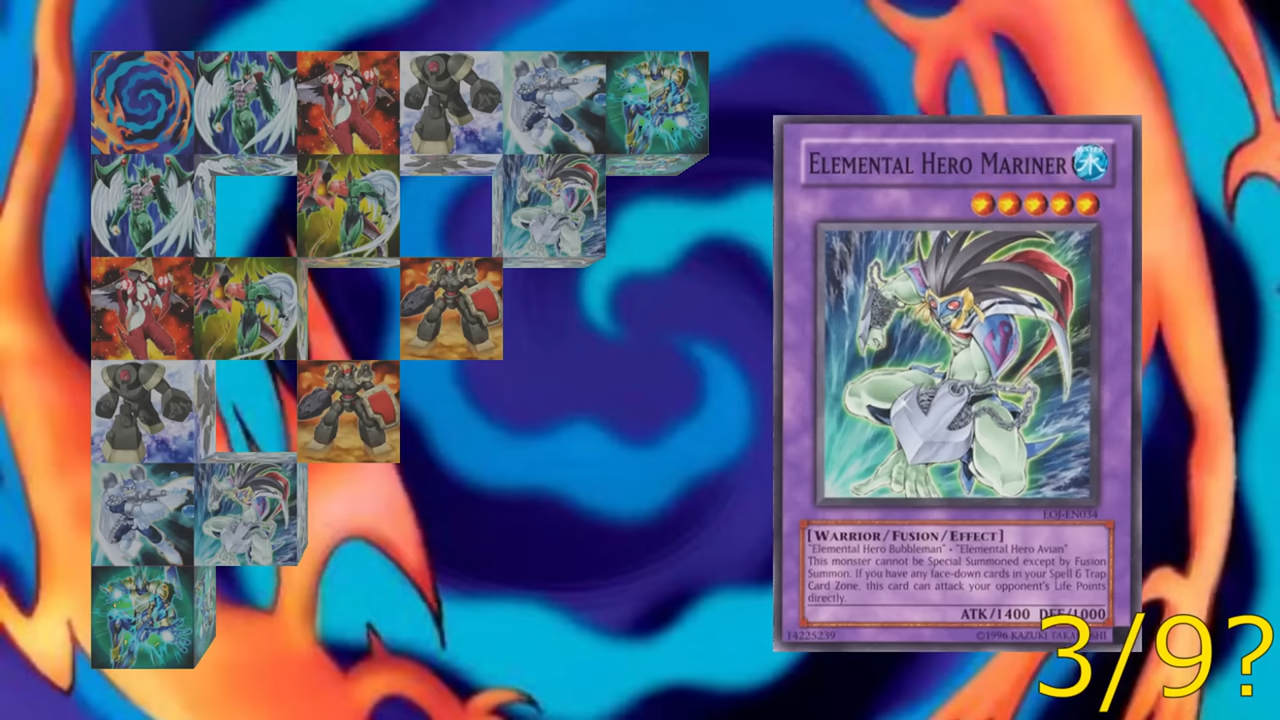 ELEMENTAL HERO MARINER
WATER
水
EOJ-EN034
[WARRIOR/FUSION/EFFECT]
"Elemental Hero Bubbleman" + "Elemental Hero Avian"
This monster cannot be Special Summoned except by Fusion
Summon. If you have any face-down cards in your Spell & Trap
Card Zone, this card can attack your opponent's Life Points
directly.
ATK/1400 DEF/1000
14225239
©1996 KAZUKI TAKAHASHI
3/9?